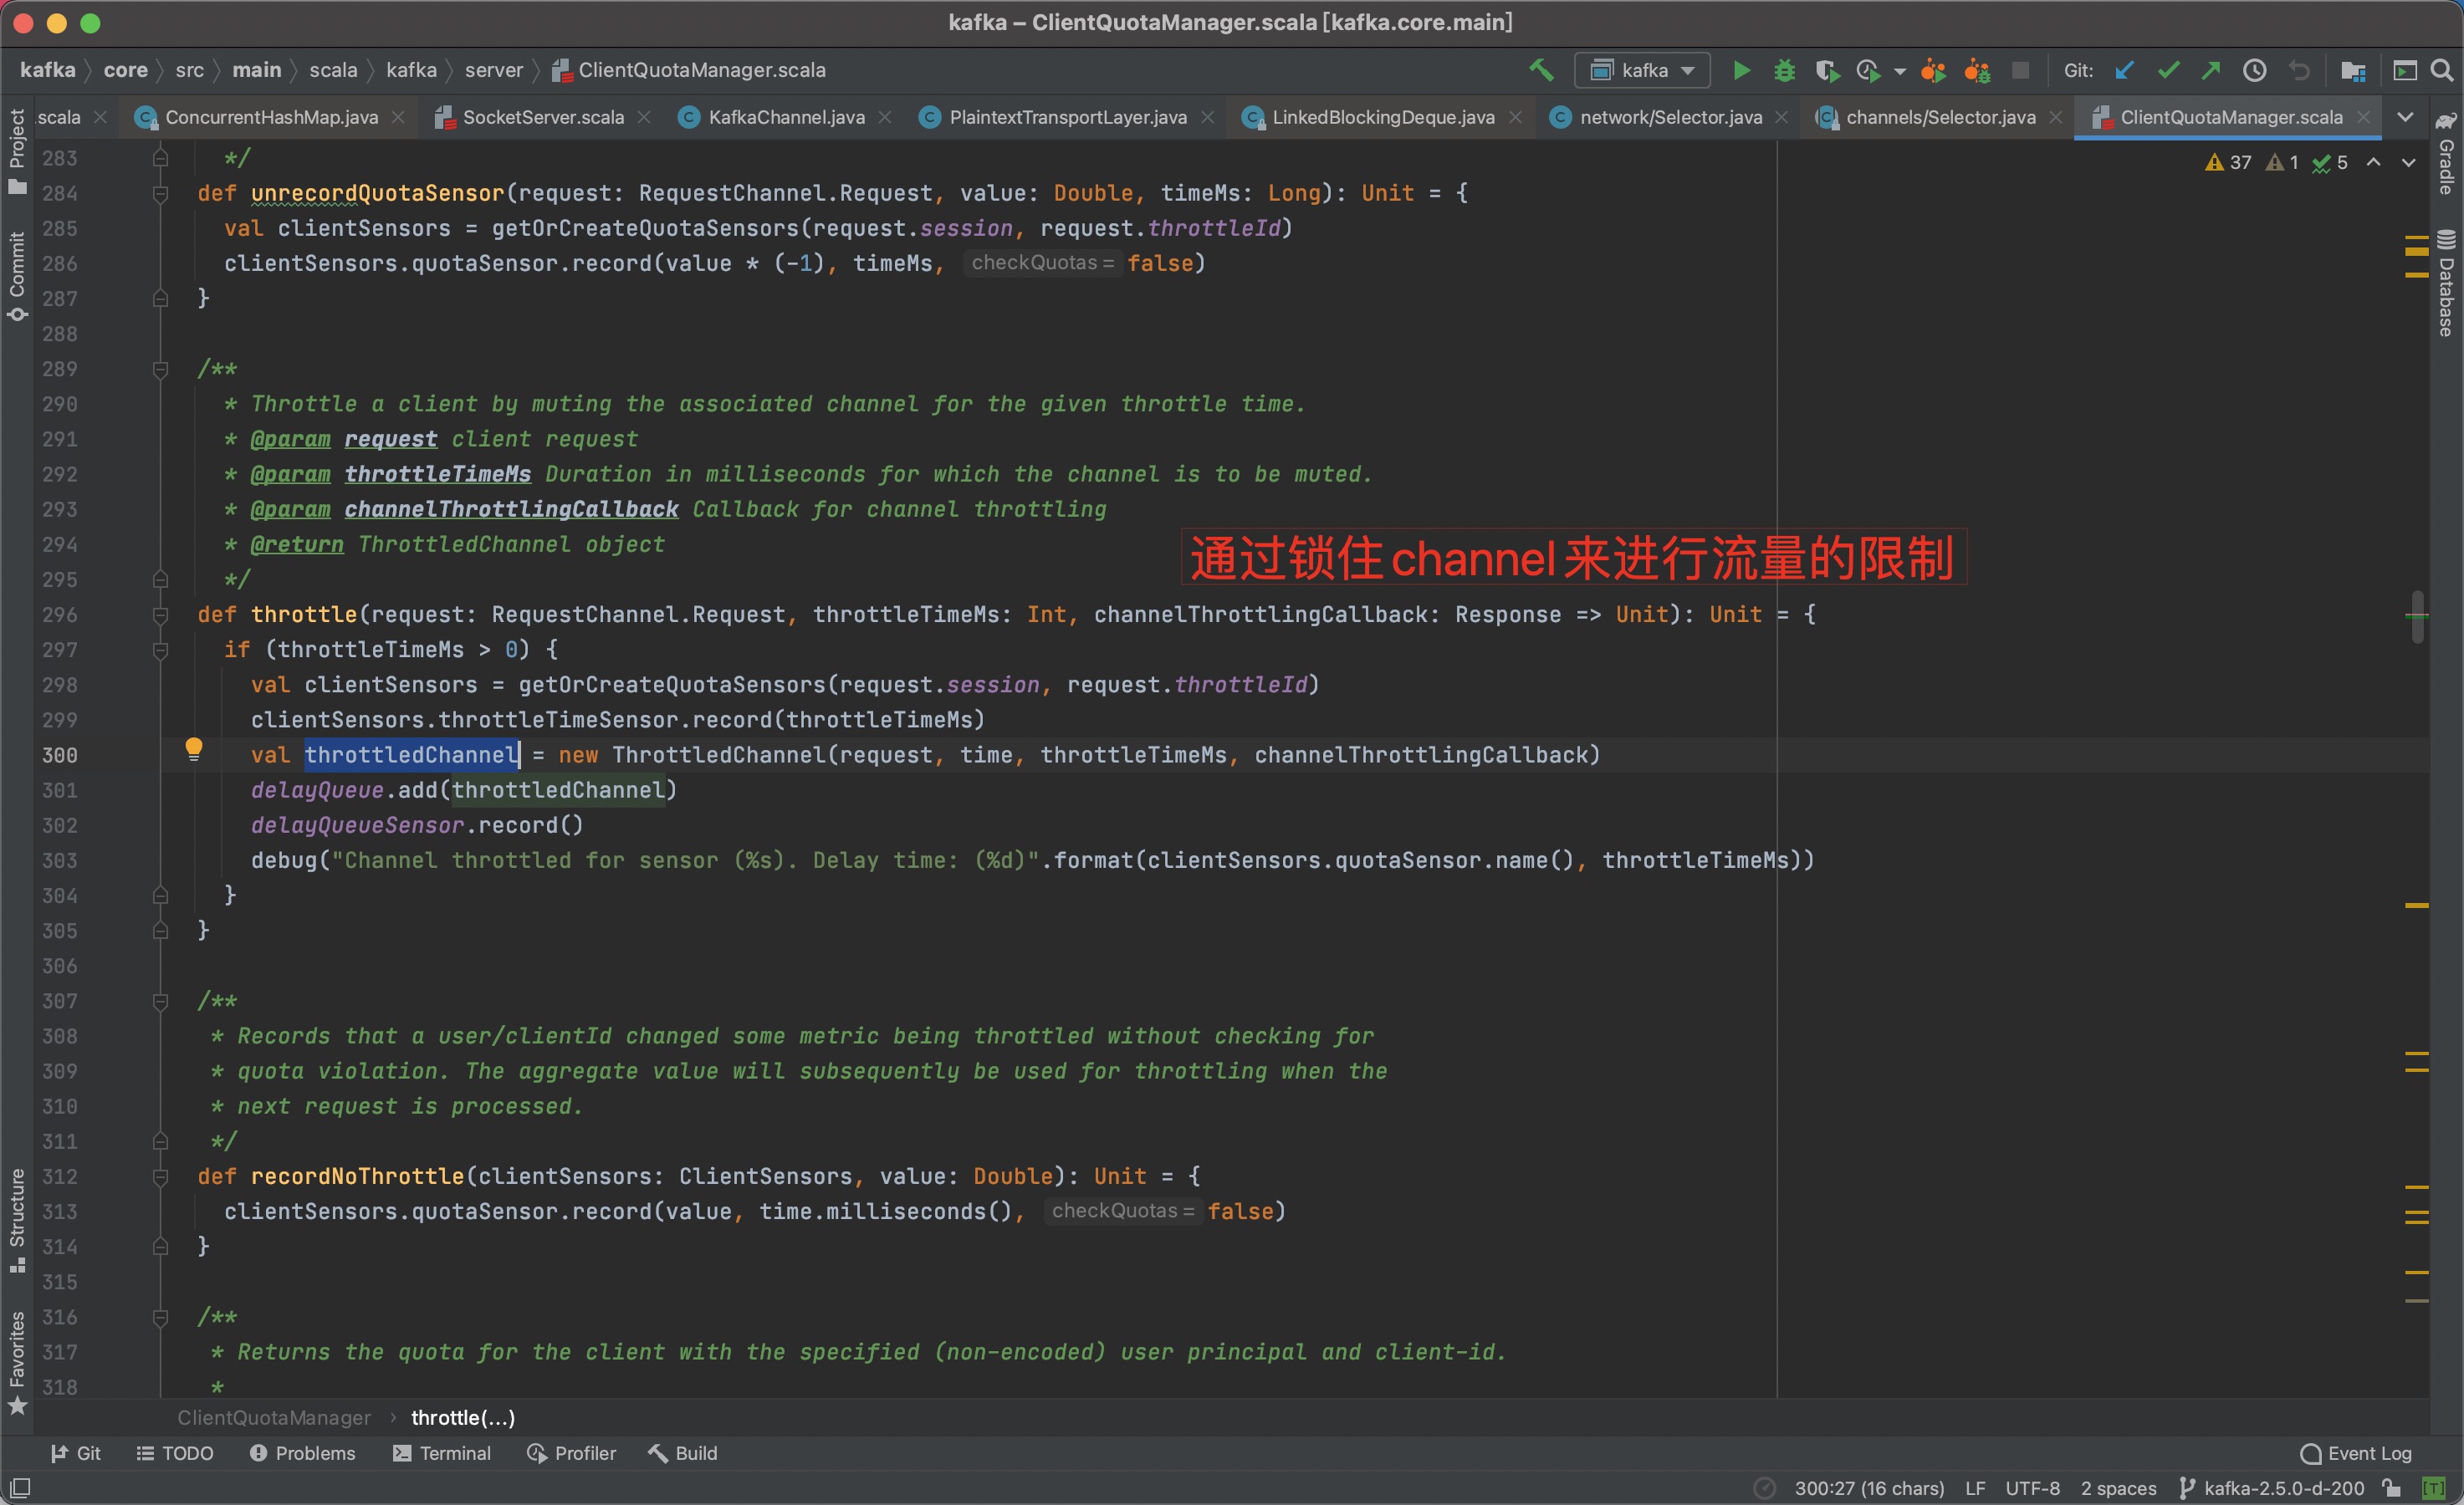 kafka – ClientQuotaManager.scala [kafka.core.main]
kafka core src main scala kafka server ClientQuotaManager.scala kafka Git:
.scala ConcurrentHashMap.java SocketServer.scala KafkaChannel.java PlaintextTransportLayer.java LinkedBlockingDeque.java network/Selector.java channels/Selector.java ClientQuotaManager.scala
Project
Commit
Structure
Favorites
Gradle
Database
37 1 5
283 */
284 def unrecordQuotaSensor(request: RequestChannel.Request, value: Double, timeMs: Long): Unit = {
285 val clientSensors = getOrCreateQuotaSensors(request.session, request.throttleId)
286 clientSensors.quotaSensor.record(value * (-1), timeMs, checkQuotas = false)
287 }
288
289 /**
290 * Throttle a client by muting the associated channel for the given throttle time.
291 * @param request client request
292 * @param throttleTimeMs Duration in milliseconds for which the channel is to be muted.
293 * @param channelThrottlingCallback Callback for channel throttling
294 * @return ThrottledChannel object
通过锁住channel来进行流量的限制
295 */
296 def throttle(request: RequestChannel.Request, throttleTimeMs: Int, channelThrottlingCallback: Response => Unit): Unit = {
297 if (throttleTimeMs > 0) {
298 val clientSensors = getOrCreateQuotaSensors(request.session, request.throttleId)
299 clientSensors.throttleTimeSensor.record(throttleTimeMs)
300 val throttledChannel = new ThrottledChannel(request, time, throttleTimeMs, channelThrottlingCallback)
301 delayQueue.add(throttledChannel)
302 delayQueueSensor.record()
303 debug("Channel throttled for sensor (%s). Delay time: (%d)".format(clientSensors.quotaSensor.name(), throttleTimeMs))
304 }
305 }
306
307 /**
308 * Records that a user/clientId changed some metric being throttled without checking for
309 * quota violation. The aggregate value will subsequently be used for throttling when the
310 * next request is processed.
311 */
312 def recordNoThrottle(clientSensors: ClientSensors, value: Double): Unit = {
313 clientSensors.quotaSensor.record(value, time.milliseconds(), checkQuotas = false)
314 }
315
316 /**
317 * Returns the quota for the client with the specified (non-encoded) user principal and client-id.
318 *
ClientQuotaManager › throttle(...)
Git TODO Problems Terminal Profiler Build Event Log
300:27 (16 chars) LF UTF-8 2 spaces kafka-2.5.0-d-200 [T]